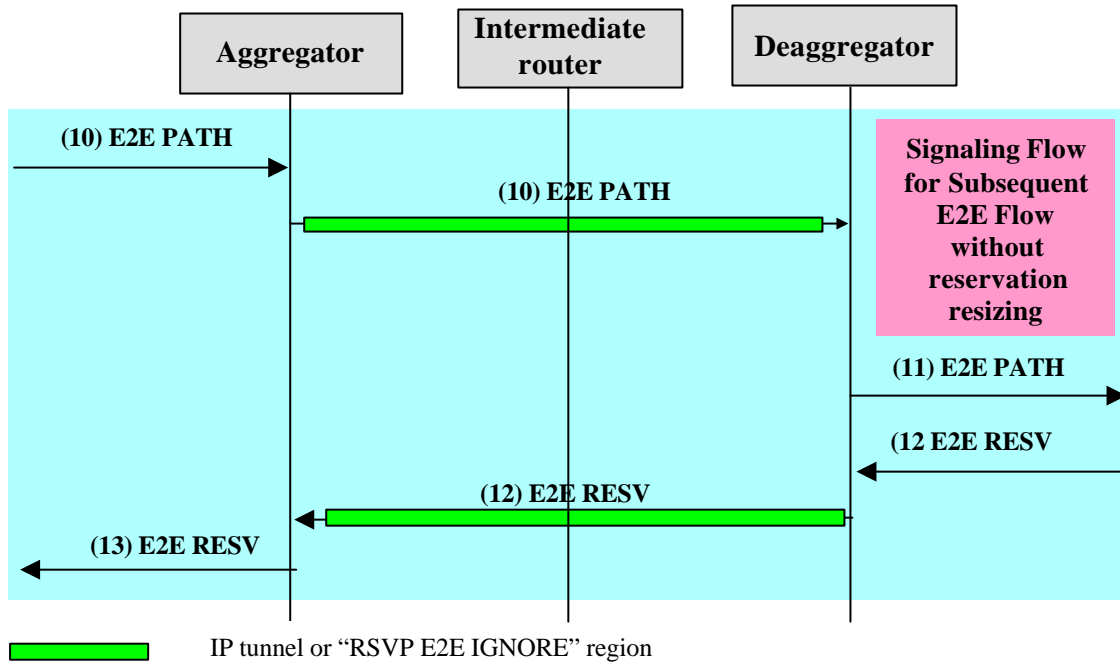 Aggregator
Intermediate
router
Deaggregator
(10) E2E PATH
(10) E2E PATH
Signaling Flow
for Subsequent
E2E Flow
without
reservation
resizing
(11) E2E PATH
(12 E2E RESV
(12) E2E RESV
(13) E2E RESV
IP tunnel or “RSVP E2E IGNORE” region